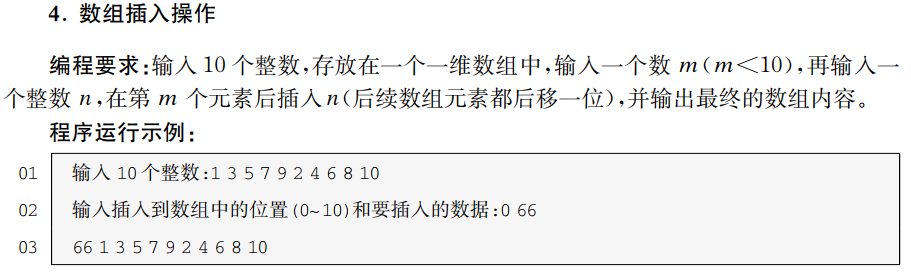 4. 数组插入操作
编程要求:输入 10 个整数,存放在一个一维数组中,输入一个数 m(m<10),再输入一
个整数 n,在第 m 个元素后插入 n(后续数组元素都后移一位),并输出最终的数组内容。
程序运行示例:
01 输入 10 个整数:1 3 5 7 9 2 4 6 8 10
02 输入插入到数组中的位置(0~10)和要插入的数据:0 66
03 66 1 3 5 7 9 2 4 6 8 10